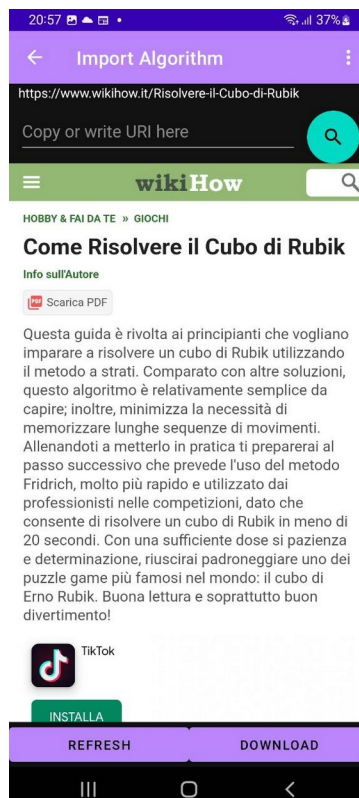 20:57
37%
Import Algorithm
https://www.wikihow.it/Risolvere-il-Cubo-di-Rubik
Copy or write URI here
wikiHow
HOBBY & FAI DA TE » GIOCHI
Come Risolvere il Cubo di Rubik
Info sull'Autore
PDF Scarica PDF
Questa guida è rivolta ai principianti che vogliano
imparare a risolvere un cubo di Rubik utilizzando
il metodo a strati. Comparato con altre soluzioni,
questo algoritmo è relativamente semplice da
capire; inoltre, minimizza la necessità di
memorizzare lunghe sequenze di movimenti.
Allenandoti a metterlo in pratica ti preparerai al
passo successivo che prevede l'uso del metodo
Fridrich, molto più rapido e utilizzato dai
professionisti nelle competizioni, dato che
consente di risolvere un cubo di Rubik in meno di
20 secondi. Con una sufficiente dose si pazienza
e determinazione, riuscirai padroneggiare uno dei
puzzle game più famosi nel mondo: il cubo di
Erno Rubik. Buona lettura e soprattutto buon
divertimento!
TikTok
INSTALLA
REFRESH
DOWNLOAD